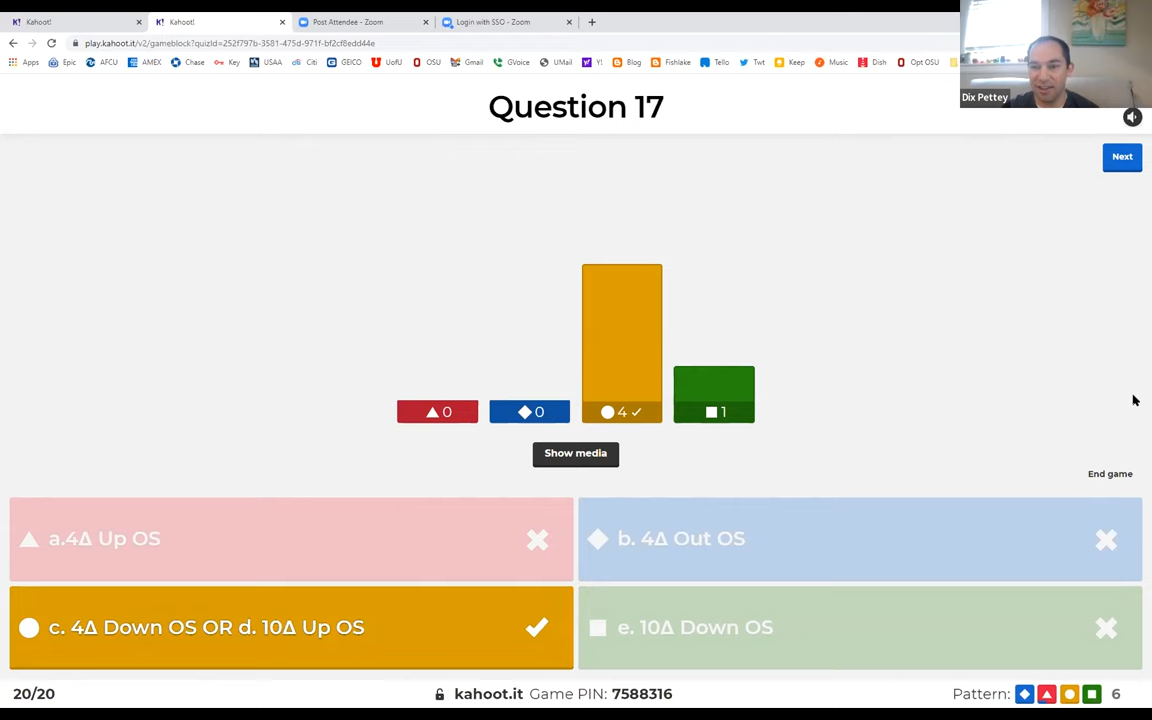 Kahoot! Kahoot! Post Attendee - Zoom Login with SSO - Zoom
play.kahoot.it/v2/gameblock?quizId=252f797b-3581-475d-971f-bf2cf8edd44e
Apps Epic AFCU AMEX Chase Key USAA Citi GEICO UofU OSU Gmail GVoice UMail Y! Blog Fishlake Tello Twt Keep Music Dish Opt OSU
Dix Pettey
Question 17
Next
0 0 4 1
Show media
End game
a.4Δ Up OS
b. 4Δ Out OS
c. 4Δ Down OS OR d. 10Δ Up OS
e. 10Δ Down OS
20/20 kahoot.it Game PIN: 7588316 Pattern: 6